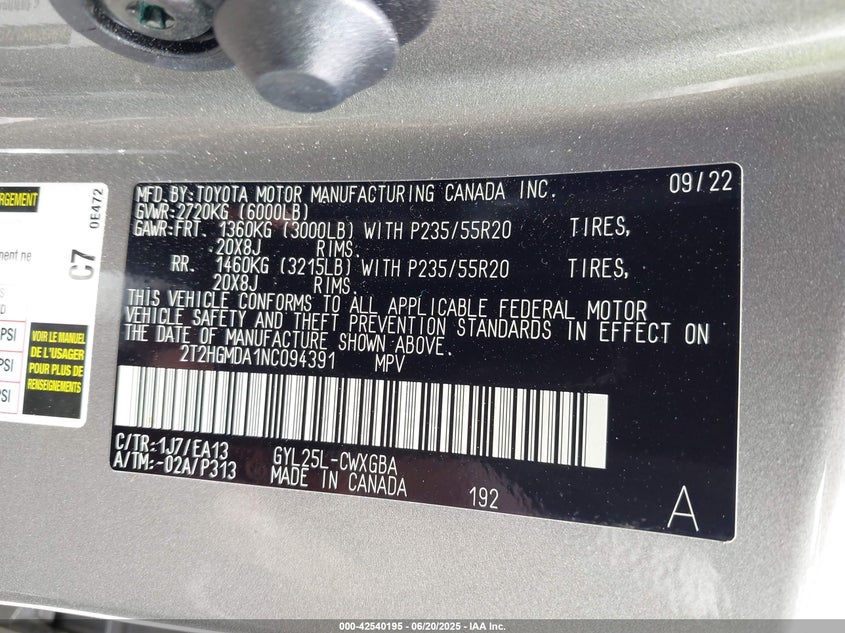 MFD.BY:TOYOTA MOTOR MANUFACTURING CANADA INC. 09/22
GVWR:2720KG (6000LB)
GAWR:FRT. 1360KG (3000LB) WITH P235/55R20 TIRES,
20X8J RIMS.
RR. 1460KG (3215LB) WITH P235/55R20 TIRES,
20X8J RIMS.
THIS VEHICLE CONFORMS TO ALL APPLICABLE FEDERAL MOTOR
VEHICLE SAFETY AND THEFT PREVENTION STANDARDS IN EFFECT ON
THE DATE OF MANUFACTURE SHOWN ABOVE.
2T2HGMDA1NC094391 MPV
C/TR:1J7/EA13 GYL25L-CWXGBA
A/TM:-02A/P313 MADE IN CANADA 192
A
RGEMENT
0E472
C7
ment ne
S
D
PSI
PSI
PSI
VOIR LE MANUEL
DE L'USAGER
POUR PLUS DE
RENSEIGNEMENTS
000-42540195 - 06/20/2025 - IAA Inc.